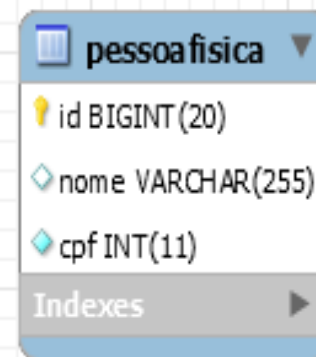 pessoafisica
id BIGINT(20)
nome VARCHAR(255)
cpf INT(11)
Indexes